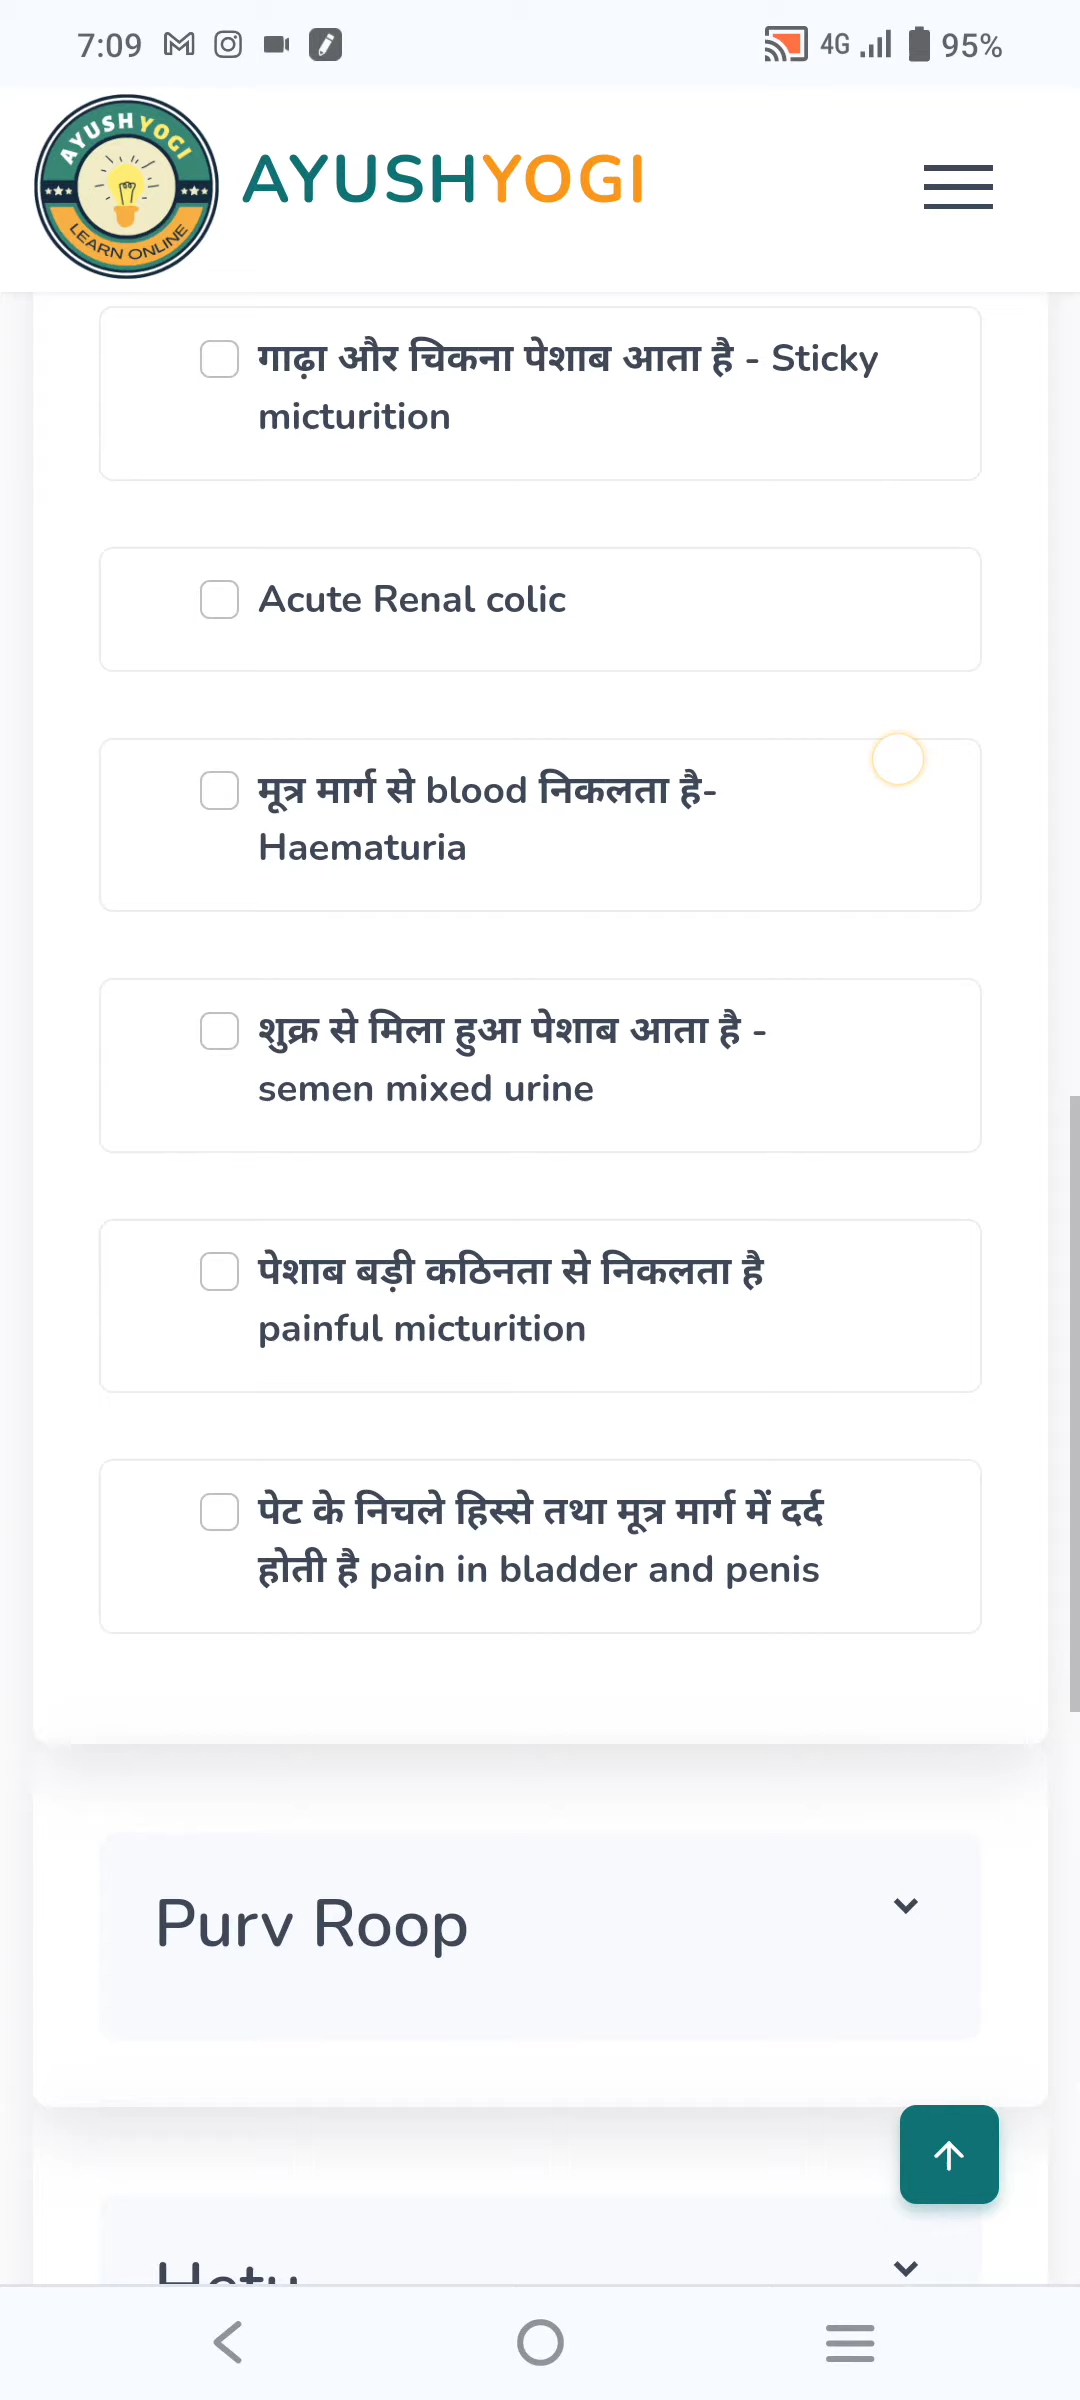 7:09
4G
95%
AYUSHYOGI
LEARN ONLINE
AYUSHYOGI
गाढ़ा और चिकना पेशाब आता है - Sticky
micturition
Acute Renal colic
मूत्र मार्ग से blood निकलता है-
Haematuria
शुक्र से मिला हुआ पेशाब आता है -
semen mixed urine
पेशाब बड़ी कठिनता से निकलता है
painful micturition
पेट के निचले हिस्से तथा मूत्र मार्ग में दर्द
होती है pain in bladder and penis
Purv Roop
Hetu